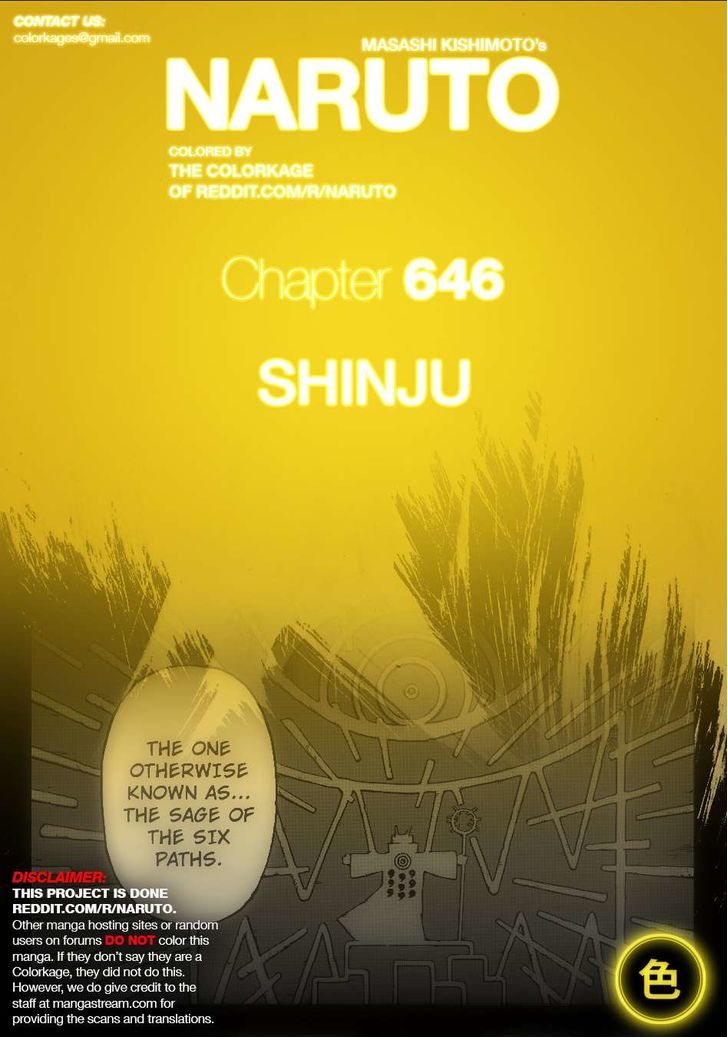 CONTACT US:
colorkages@gmail.com
MASASHI KISHIMOTO's
NARUTO
COLORED BY
THE COLORKAGE
OF REDDIT.COM/R/NARUTO
Chapter 646
SHINJU
THE ONE
OTHERWISE
KNOWN AS...
THE SAGE OF
THE SIX
PATHS.
DISCLAIMER:
THIS PROJECT IS DONE
REDDIT.COM/R/NARUTO.
Other manga hosting sites or random
users on forums DO NOT color this
manga. If they don't say they are a
Colorkage, they did not do this.
However, we do give credit to the
staff at mangastream.com for
providing the scans and translations.
色